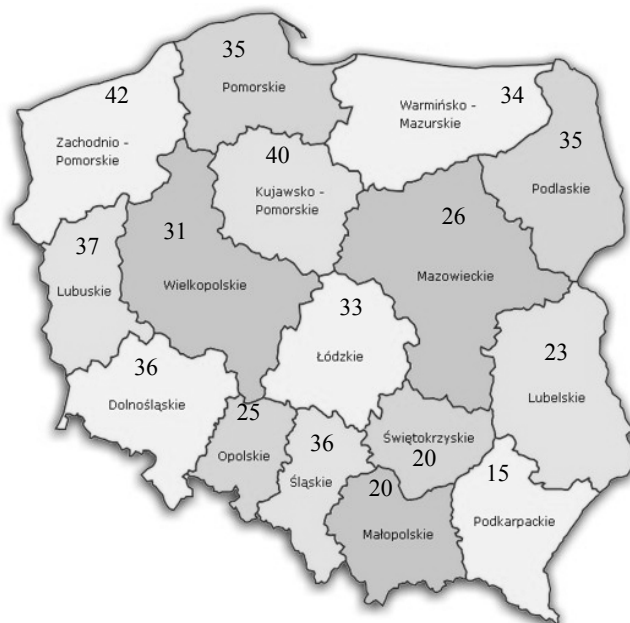 35
Pomorskie
42
Zachodnio -
Pomorskie
34
Warmińsko -
Mazurskie
40
Kujawsko -
Pomorskie
35
Podlaskie
37
Lubuskie
31
Wielkopolskie
26
Mazowieckie
33
Łódzkie
36
Dolnośląskie
23
Lubelskie
25
Opolskie
36
Śląskie
Świętokrzyskie
20
20
Małopolskie
15
Podkarpackie